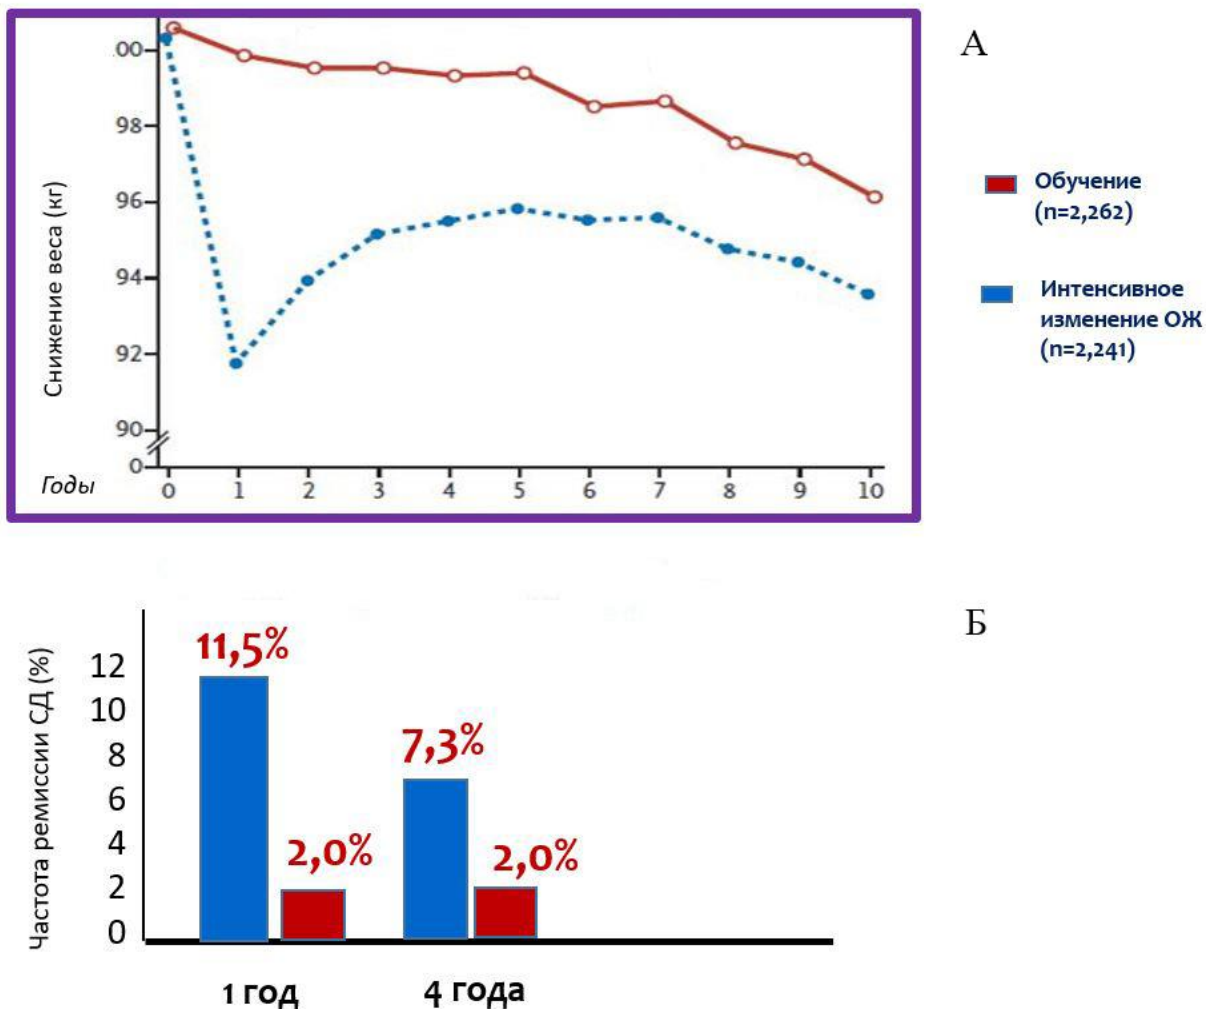 А
00
98
96
94
92
90
0
Снижение веса (кг)
Годы
0 1 2 3 4 5 6 7 8 9 10
Обучение
(n=2,262)
Интенсивное
изменение ОЖ
(n=2,241)
Б
Частота ремиссии СД (%)
12
10
8
6
4
2
0
11,5%
2,0%
7,3%
2,0%
1 год
4 года